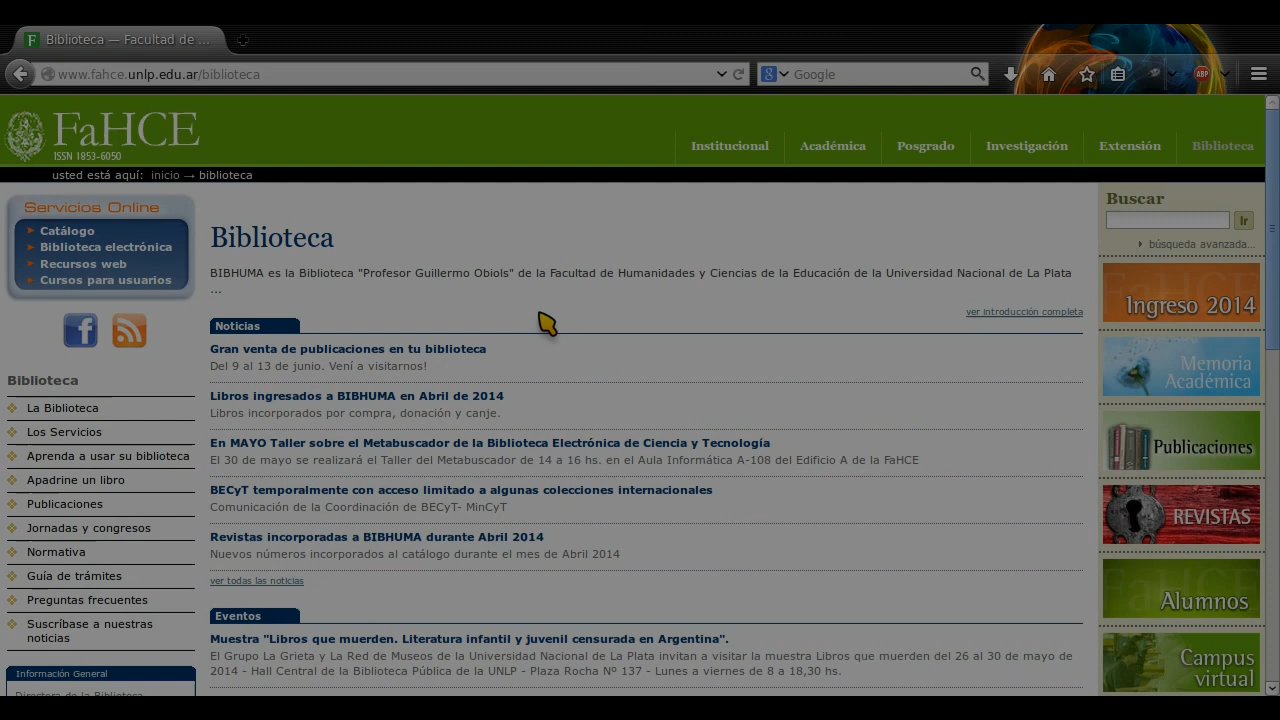 Biblioteca — Facultad de ...
www.fahce.unlp.edu.ar/biblioteca
Google
ABP
FaHCE
ISSN 1853-6050
Institucional
Académica
Posgrado
Investigación
Extensión
Biblioteca
usted está aquí: inicio → biblioteca
Servicios Online
Catálogo
Biblioteca electrónica
Recursos web
Cursos para usuarios
Biblioteca
La Biblioteca
Los Servicios
Aprenda a usar su biblioteca
Apadrine un libro
Publicaciones
Jornadas y congresos
Normativa
Guía de trámites
Preguntas frecuentes
Suscríbase a nuestras
noticias
Información General
Directora de la Biblioteca
Biblioteca
BIBHUMA es la Biblioteca "Profesor Guillermo Obiols" de la Facultad de Humanidades y Ciencias de la Educación de la Universidad Nacional de La Plata
...
ver introducción completa
Noticias
Gran venta de publicaciones en tu biblioteca
Del 9 al 13 de junio. Vení a visitarnos!
Libros ingresados a BIBHUMA en Abril de 2014
Libros incorporados por compra, donación y canje.
En MAYO Taller sobre el Metabuscador de la Biblioteca Electrónica de Ciencia y Tecnología
El 30 de mayo se realizará el Taller del Metabuscador de 14 a 16 hs. en el Aula Informática A-108 del Edificio A de la FaHCE
BECyT temporalmente con acceso limitado a algunas colecciones internacionales
Comunicación de la Coordinación de BECyT- MinCyT
Revistas incorporadas a BIBHUMA durante Abril 2014
Nuevos números incorporados al catálogo durante el mes de Abril 2014
ver todas las noticias
Eventos
Muestra "Libros que muerden. Literatura infantil y juvenil censurada en Argentina".
El Grupo La Grieta y La Red de Museos de la Universidad Nacional de La Plata invitan a visitar la muestra Libros que muerden del 26 al 30 de mayo de
2014 - Hall Central de la Biblioteca Pública de la UNLP - Plaza Rocha Nº 137 - Lunes a viernes de 8 a 18,30 hs.
Buscar
Ir
búsqueda avanzada...
Ingreso 2014
Memoria
Académica
Publicaciones
REVISTAS
Alumnos
Campus
virtual